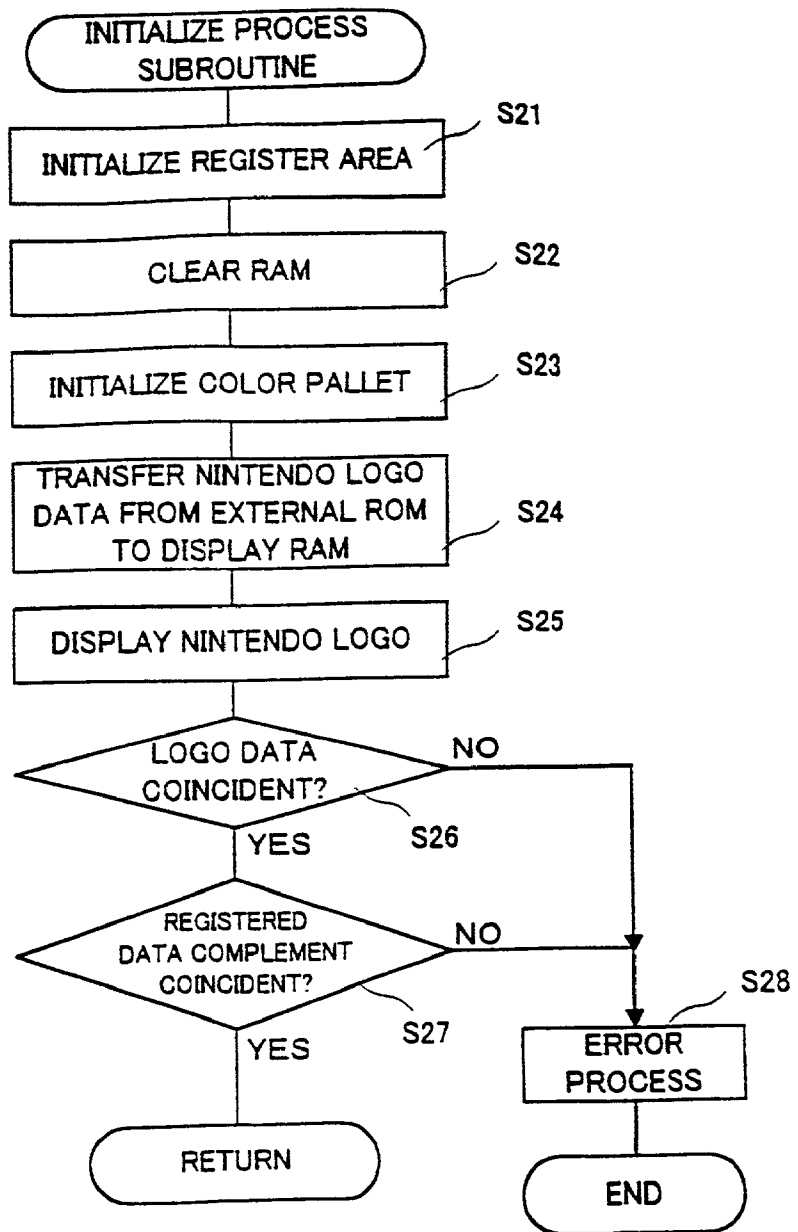 INITIALIZE PROCESS
SUBROUTINE
S21
INITIALIZE REGISTER AREA
S22
CLEAR RAM
S23
INITIALIZE COLOR PALLET
TRANSFER NINTENDO LOGO
DATA FROM EXTERNAL ROM
TO DISPLAY RAM
S24
S25
DISPLAY NINTENDO LOGO
LOGO DATA
COINCIDENT?
NO
S26
YES
REGISTERED
DATA COMPLEMENT
COINCIDENT?
NO
S27
YES
S28
ERROR
PROCESS
RETURN
END